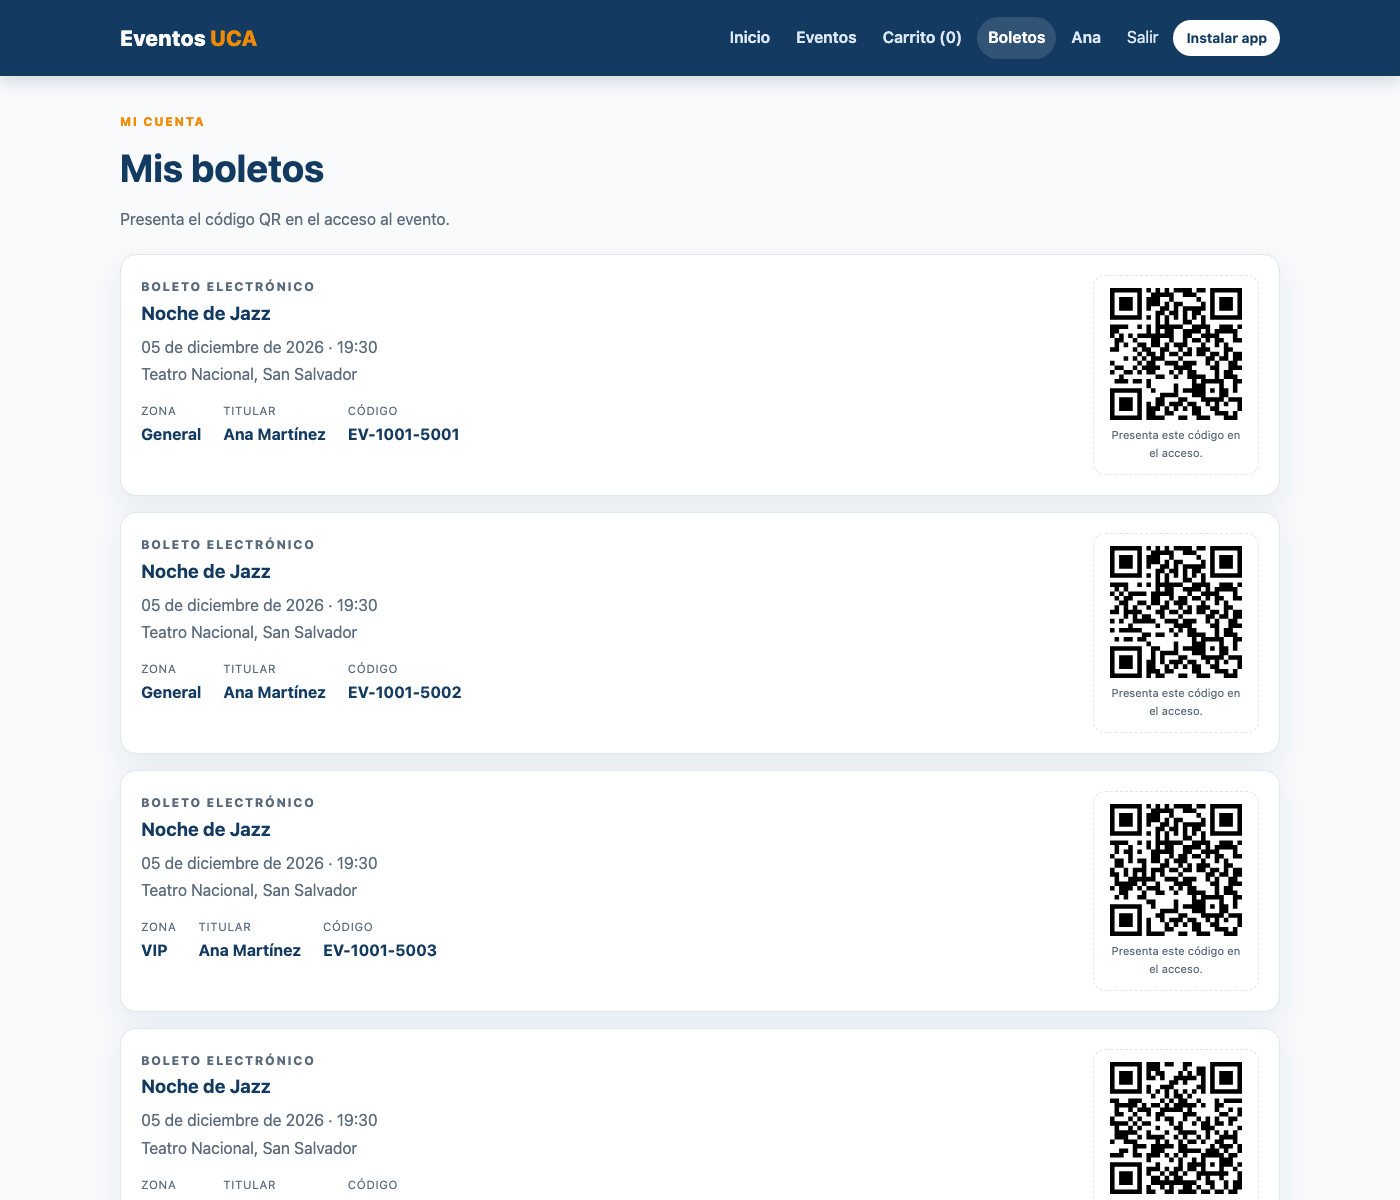 Eventos UCA
Inicio Eventos Carrito (0) Boletos Ana Salir Instalar app
MI CUENTA
Mis boletos
Presenta el código QR en el acceso al evento.
BOLETO ELECTRÓNICO
Noche de Jazz
05 de diciembre de 2026 · 19:30
Teatro Nacional, San Salvador
ZONA TITULAR CÓDIGO
General Ana Martínez EV-1001-5001
Presenta este código en
el acceso.
BOLETO ELECTRÓNICO
Noche de Jazz
05 de diciembre de 2026 · 19:30
Teatro Nacional, San Salvador
ZONA TITULAR CÓDIGO
General Ana Martínez EV-1001-5002
Presenta este código en
el acceso.
BOLETO ELECTRÓNICO
Noche de Jazz
05 de diciembre de 2026 · 19:30
Teatro Nacional, San Salvador
ZONA TITULAR CÓDIGO
VIP Ana Martínez EV-1001-5003
Presenta este código en
el acceso.
BOLETO ELECTRÓNICO
Noche de Jazz
05 de diciembre de 2026 · 19:30
Teatro Nacional, San Salvador
ZONA TITULAR CÓDIGO